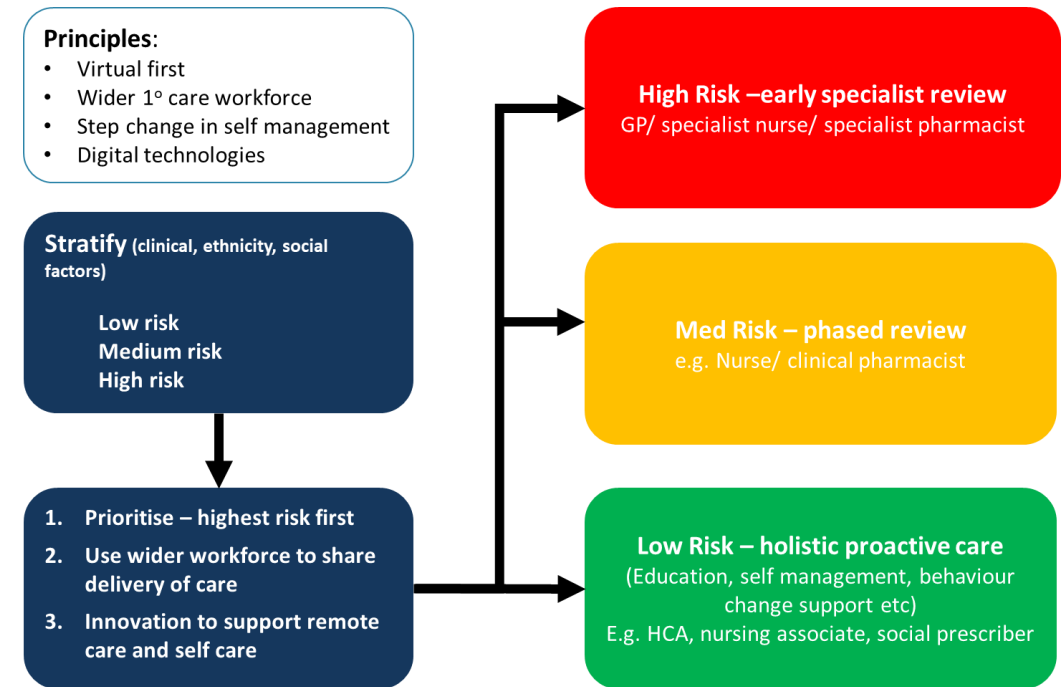 Principles:
• Virtual first
• Wider 1º care workforce
• Step change in self management
• Digital technologies
Stratify (clinical, ethnicity, social
factors)
Low risk
Medium risk
High risk
1. Prioritise – highest risk first
2. Use wider workforce to share
delivery of care
3. Innovation to support remote
care and self care
High Risk –early specialist review
GP/ specialist nurse/ specialist pharmacist
Med Risk – phased review
e.g. Nurse/ clinical pharmacist
Low Risk – holistic proactive care
(Education, self management, behaviour
change support etc)
E.g. HCA, nursing associate, social prescriber